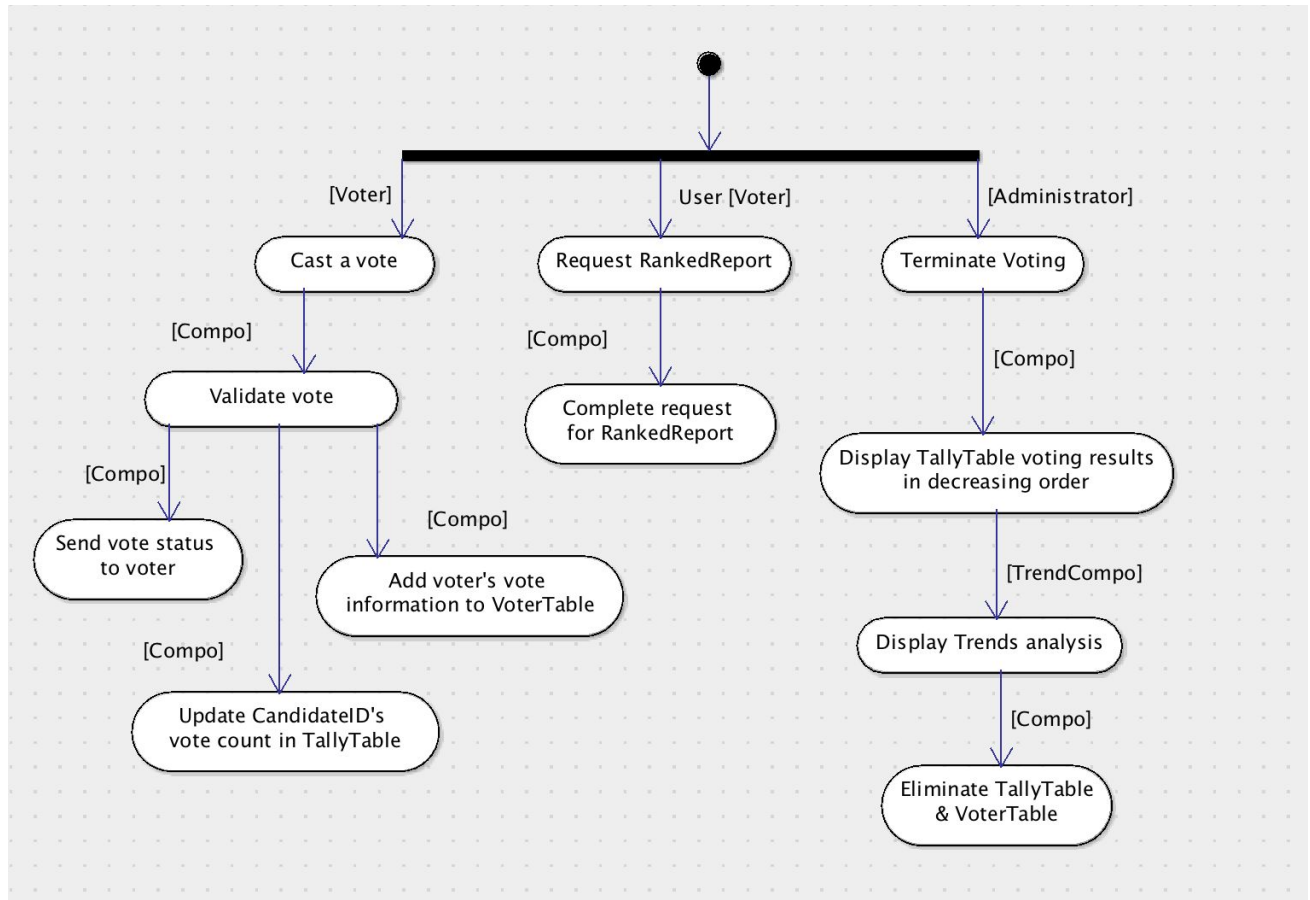 [Voter]
User [Voter]
[Administrator]
Cast a vote
Request RankedReport
Terminate Voting
[Compo]
[Compo]
[Compo]
Validate vote
Complete request
for RankedReport
Display TallyTable voting results
in decreasing order
[Compo]
[Compo]
Send vote status
to voter
Add voter's vote
information to VoterTable
[TrendCompo]
[Compo]
Display Trends analysis
Update CandidateID's
vote count in TallyTable
[Compo]
Eliminate TallyTable
& VoterTable